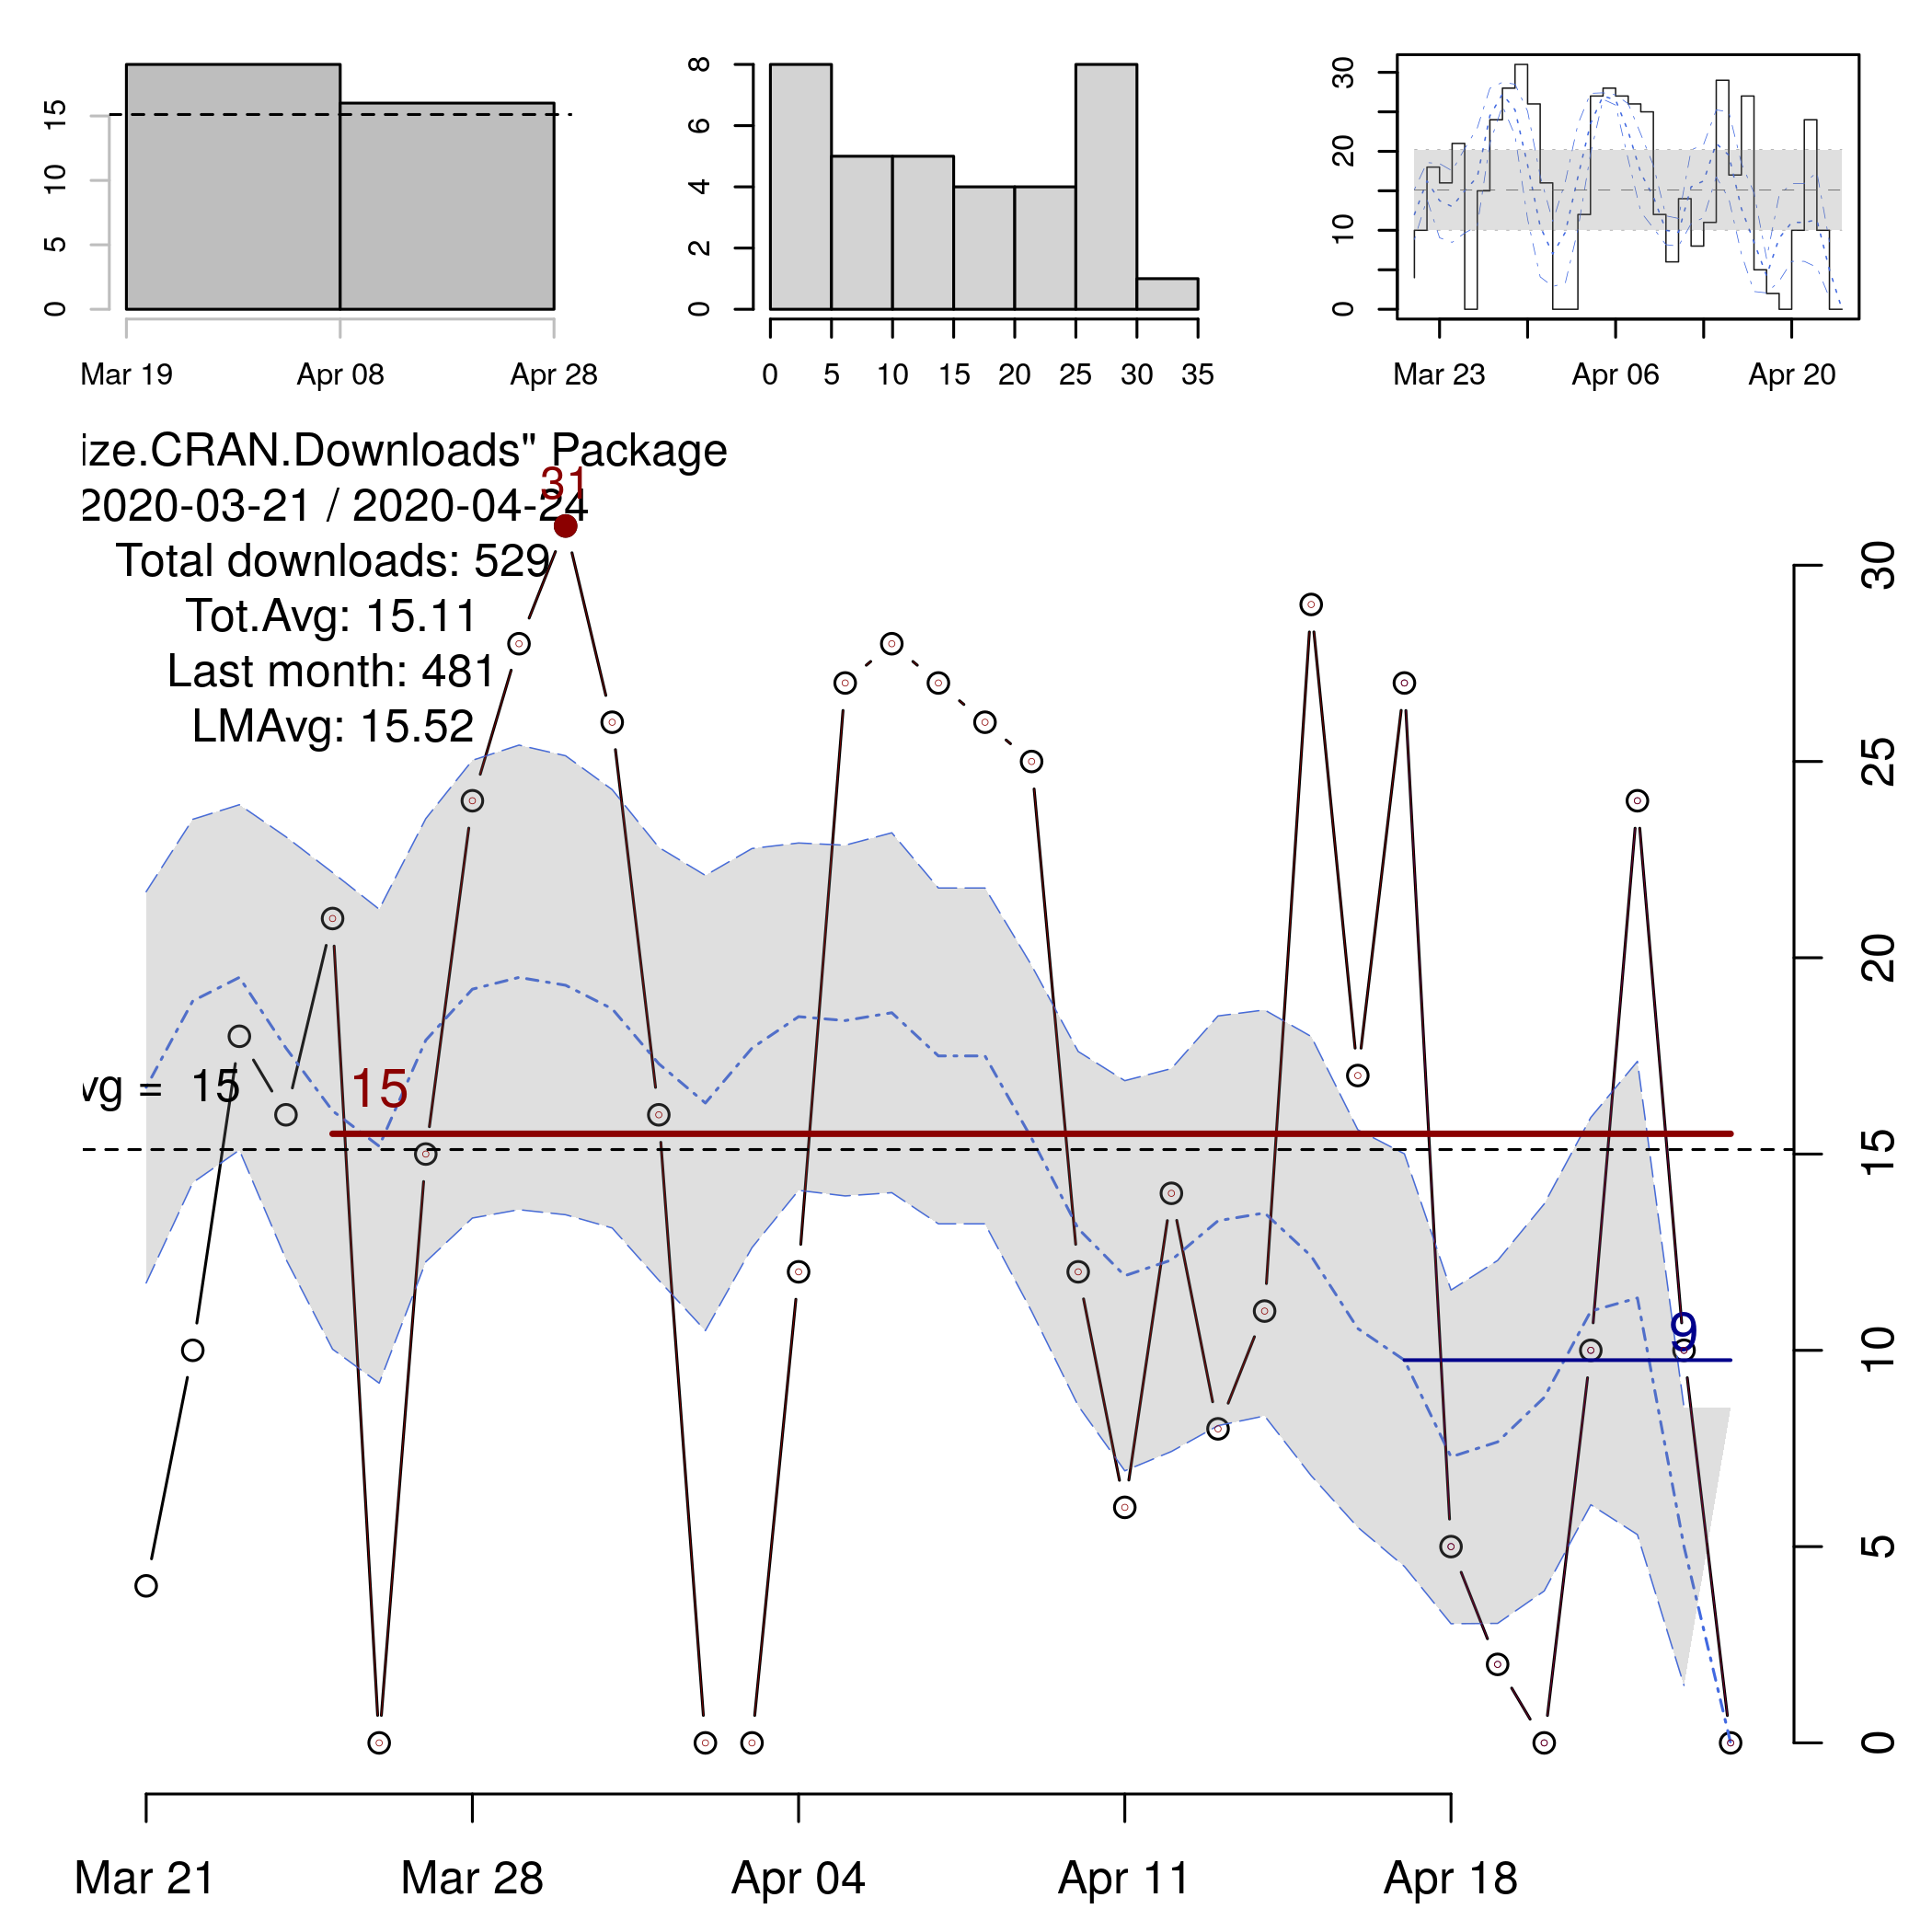 15
10
5
0
Mar 19 Apr 08 Apr 28
8
6
4
2
0
0 5 10 15 20 25 30 35
30
20
10
0
Mar 23 Apr 06 Apr 20
ize.CRAN.Downloads" Package
2020-03-21 / 2020-04-24
31
Total downloads: 529
Tot.Avg: 15.11
Last month: 481
LMAvg: 15.52
vg = 15
15
9
30
25
20
15
10
5
0
Mar 21 Mar 28 Apr 04 Apr 11 Apr 18